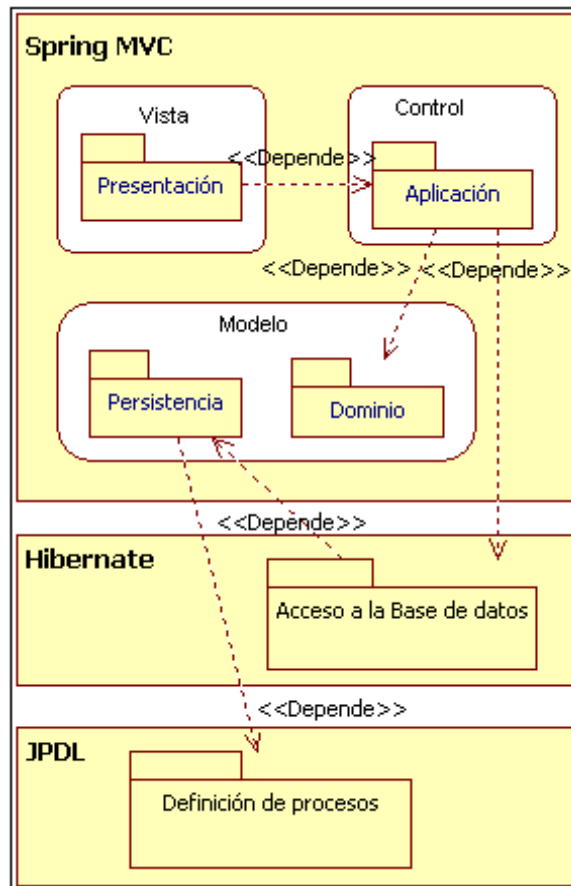 Spring MVC
Vista
Control
<<Depende>>
Presentación
Aplicación
<<Depende>>
<<Depende>>
Modelo
Persistencia
Dominio
<<Depende>>
Hibernate
Acceso a la Base de datos
<<Depende>>
JPDL
Definición de procesos